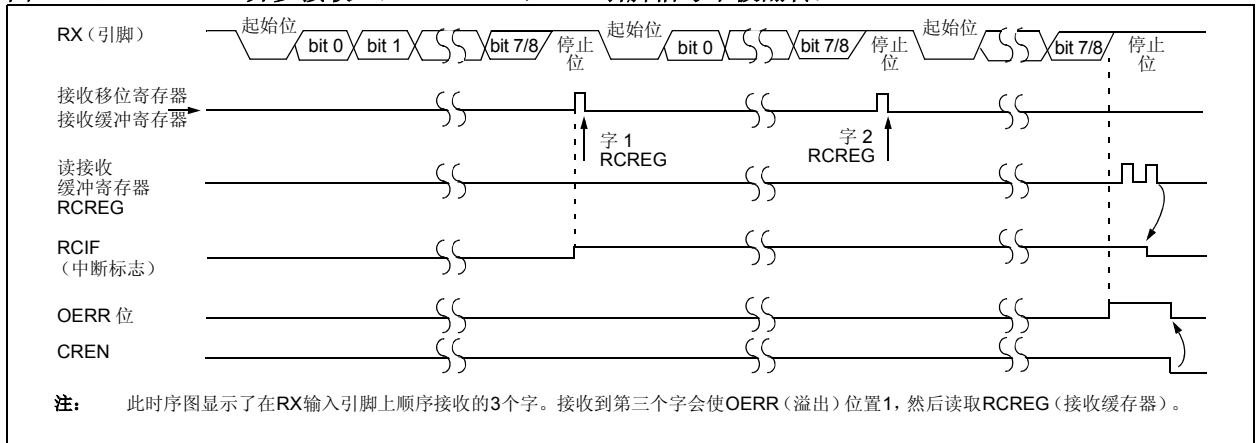 RX（引脚）
起始位
bit 0
bit 1
bit 7/8
停止
位
起始位
bit 0
bit 7/8
停止
位
起始位
bit 7/8
停止
位
接收移位寄存器
接收缓冲寄存器
字 1
RCREG
字 2
RCREG
读接收
缓冲寄存器
RCREG
RCIF
（中断标志）
OERR 位
CREN
注： 此时序图显示了在RX输入引脚上顺序接收的3个字。接收到第三个字会使OERR（溢出）位置1，然后读取RCREG（接收缓存器）。